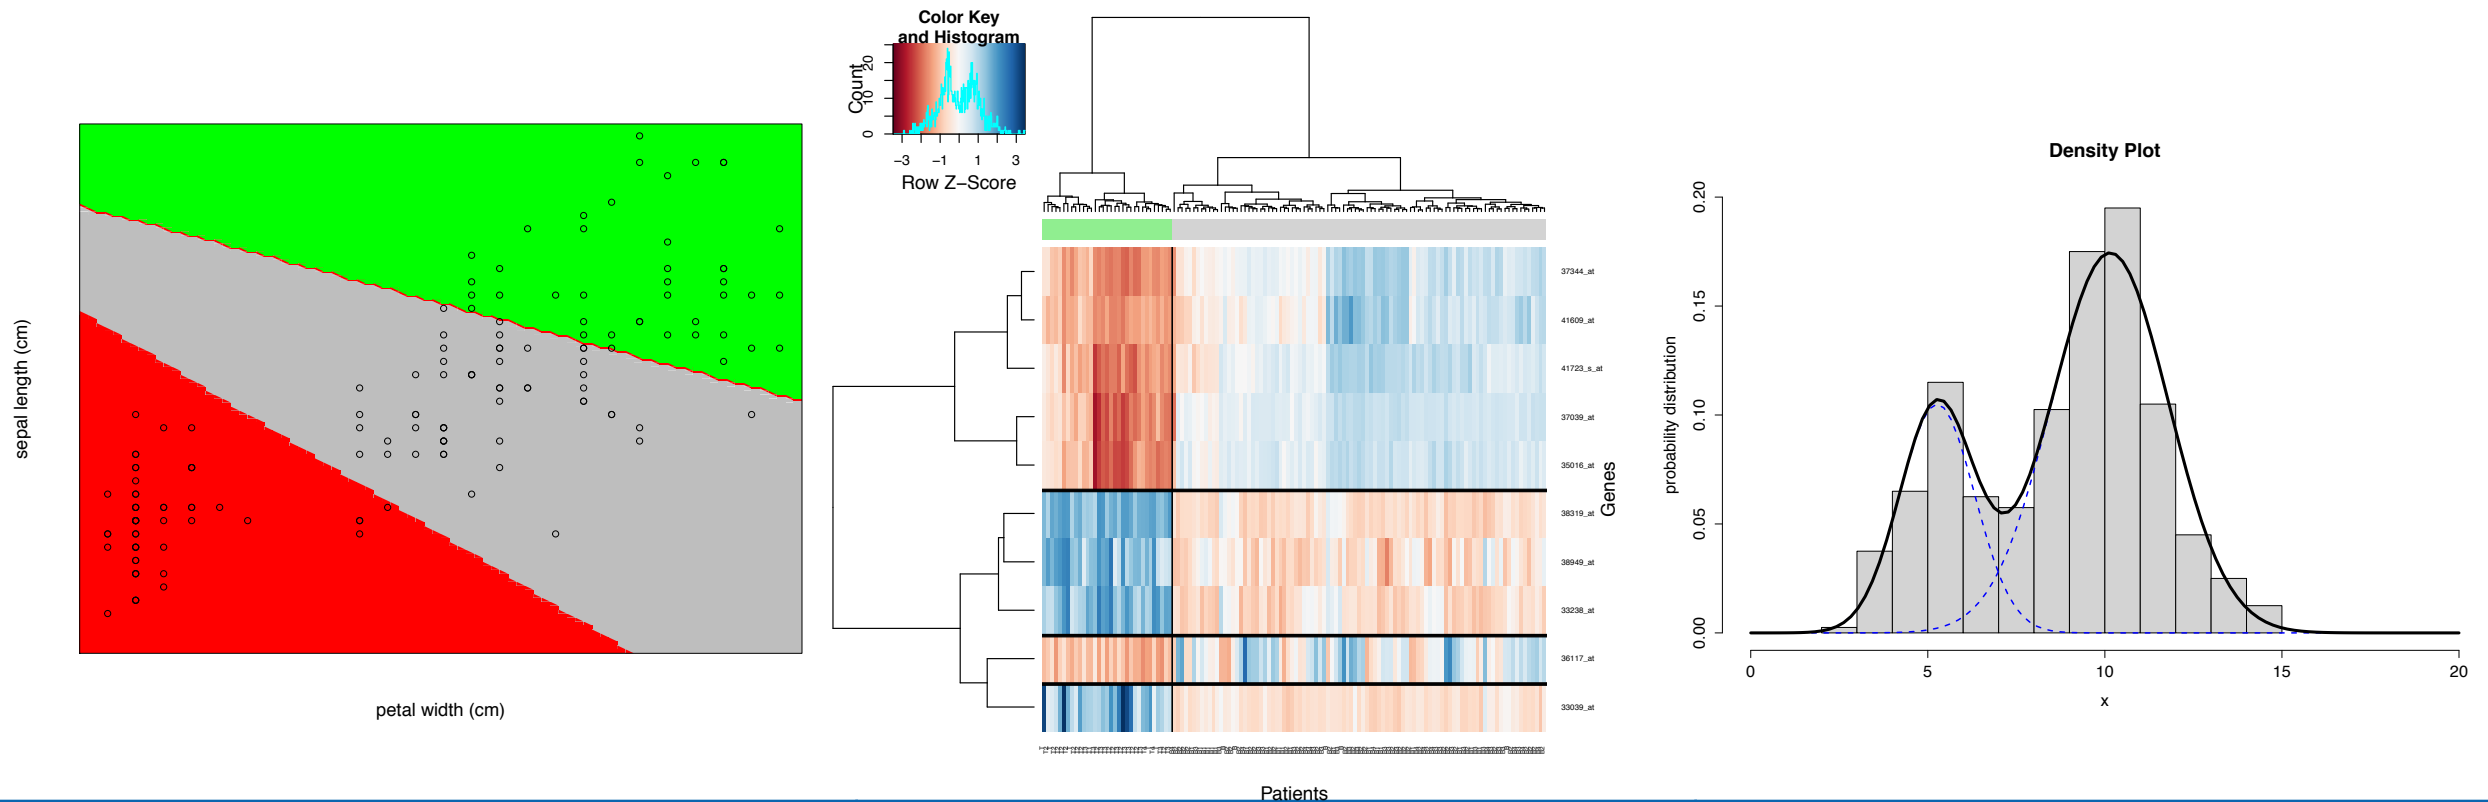 sepal length (cm)
petal width (cm)
Color Key
and Histogram
Count
0
10
20
−3
−1
1
3
Row Z−Score
37344_at
41609_at
41723_s_at
37039_at
35016_at
38319_at
38949_at
33238_at
36117_at
33039_at
Genes
Patients
Density Plot
probability distribution
0.00
0.05
0.10
0.15
0.20
0
5
10
15
20
x